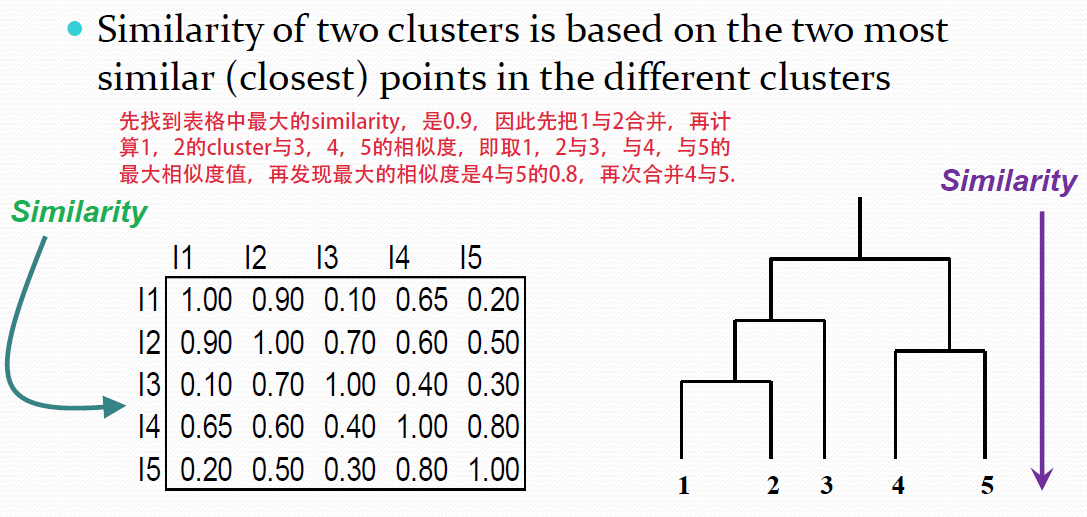 Similarity of two clusters is based on the two most
similar (closest) points in the different clusters
先找到表格中最大的similarity，是0.9，因此先把1与2合并，再计
算1，2的cluster与3，4，5的相似度，即取1，2与3，与4，与5的
最大相似度值，再发现最大的相似度是4与5的0.8，再次合并4与5.
Similarity
Similarity
I1 I2 I3 I4 I5
I1 1.00 0.90 0.10 0.65 0.20
I2 0.90 1.00 0.70 0.60 0.50
I3 0.10 0.70 1.00 0.40 0.30
I4 0.65 0.60 0.40 1.00 0.80
I5 0.20 0.50 0.30 0.80 1.00
1 2 3 4 5